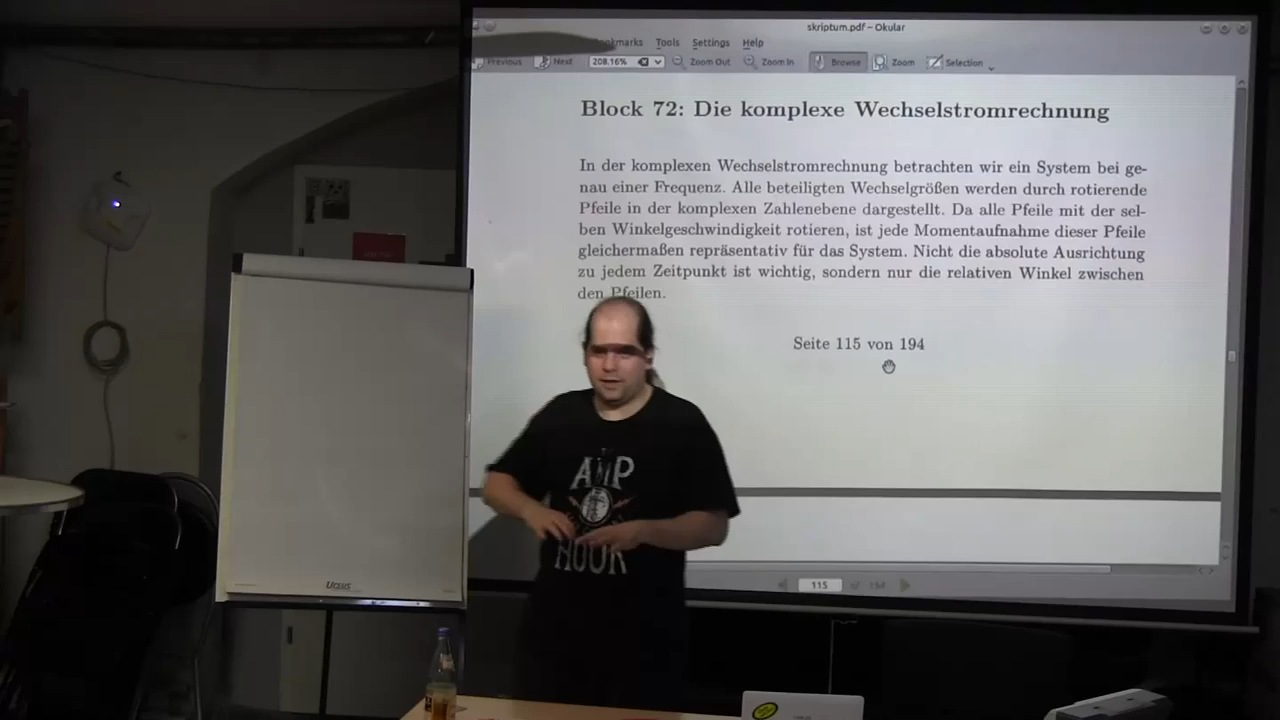 skriptum.pdf – Okular
Tools Settings Help
Previous Next 208.16% Zoom Out Zoom In Browse Zoom Selection
Block 72: Die komplexe Wechselstromrechnung
In der komplexen Wechselstromrechnung betrachten wir ein System bei ge-
nau einer Frequenz. Alle beteiligten Wechselgrößen werden durch rotierende
Pfeile in der komplexen Zahlenebene dargestellt. Da alle Pfeile mit der sel-
ben Winkelgeschwindigkeit rotieren, ist jede Momentaufnahme dieser Pfeile
gleichermaßen repräsentativ für das System. Nicht die absolute Ausrichtung
zu jedem Zeitpunkt ist wichtig, sondern nur die relativen Winkel zwischen
den Pfeilen.
Seite 115 von 194
AMP
HOUR
115